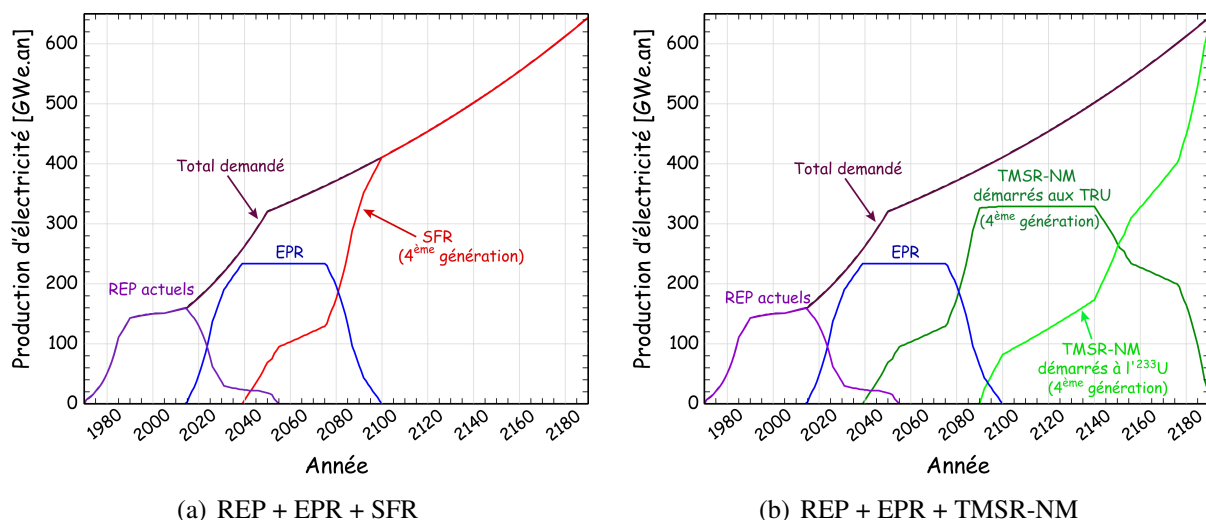 Production d'électricité [GWe.an]
600
500
400
300
200
100
0
Total demandé
SFR
(4ème génération)
EPR
REP actuels
1980 2000 2020 2040 2060 2080 2100 2120 2140 2160 2180
Année
(a) REP + EPR + SFR
Production d'électricité [GWe.an]
600
500
400
300
200
100
0
Total demandé
TMSR-NM
démarrés aux TRU
(4ème génération)
EPR
REP actuels
TMSR-NM
démarrés à l'233U
(4ème génération)
1980 2000 2020 2040 2060 2080 2100 2120 2140 2160 2180
Année
(b) REP + EPR + TMSR-NM